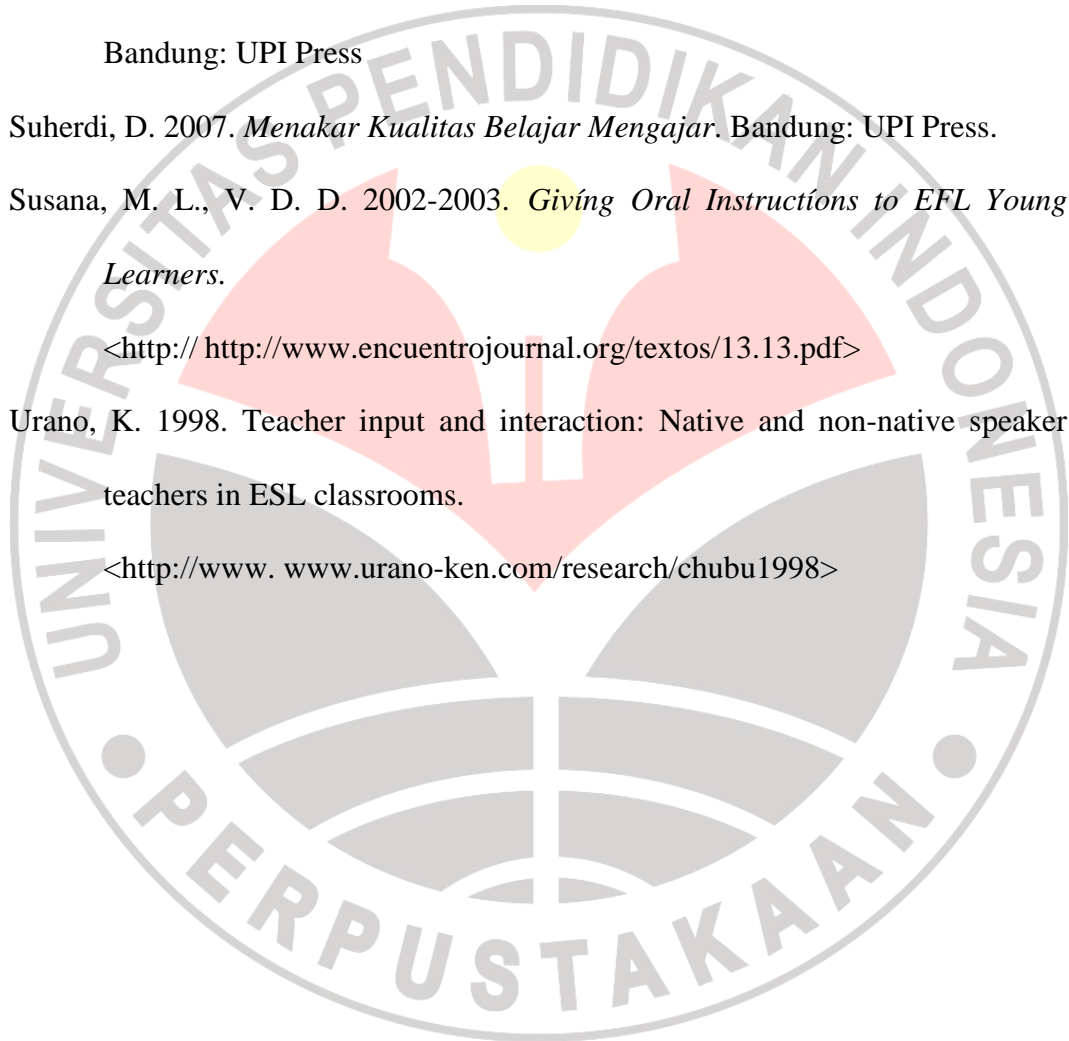 Bandung: UPI Press
Suherdi, D. 2007. Menakar Kualitas Belajar Mengajar. Bandung: UPI Press.
Susana, M. L., V. D. D. 2002-2003. Givíng Oral Instructíons to EFL Young
Learners.
<http:// http://www.encuentrojournal.org/textos/13.13.pdf>
Urano, K. 1998. Teacher input and interaction: Native and non-native speaker
teachers in ESL classrooms.
<http://www. www.urano-ken.com/research/chubu1998>
UNIVERSITAS PENDIDIKAN INDONESIA
PERPUSTAKAAN